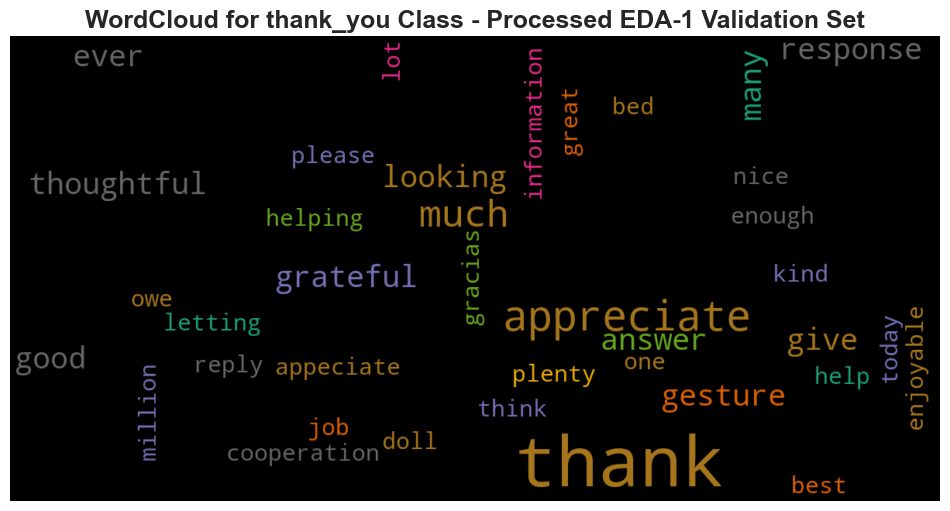 WordCloud for thank_you Class - Processed EDA-1 Validation Set
ever
lot
information
great
bed
many
response
please
thoughtful
looking
nice
helping
much
enough
gracias
grateful
kind
owe
letting
appreciate
answer
give
today
enjoyable
good
reply
appeciate
one
plenty
help
million
think
gesture
job
doll
cooperation
thank
best